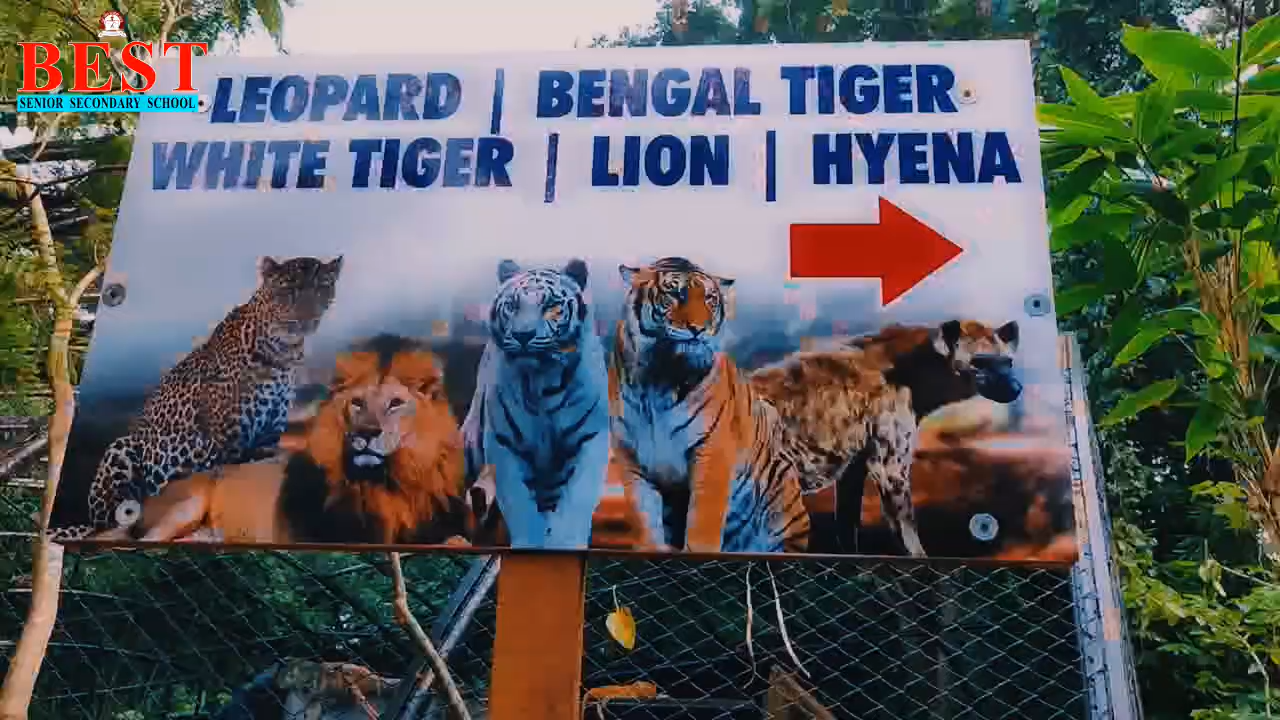 BEST
SENIOR SECONDARY SCHOOL
LEOPARD | BENGAL TIGER
WHITE TIGER | LION | HYENA